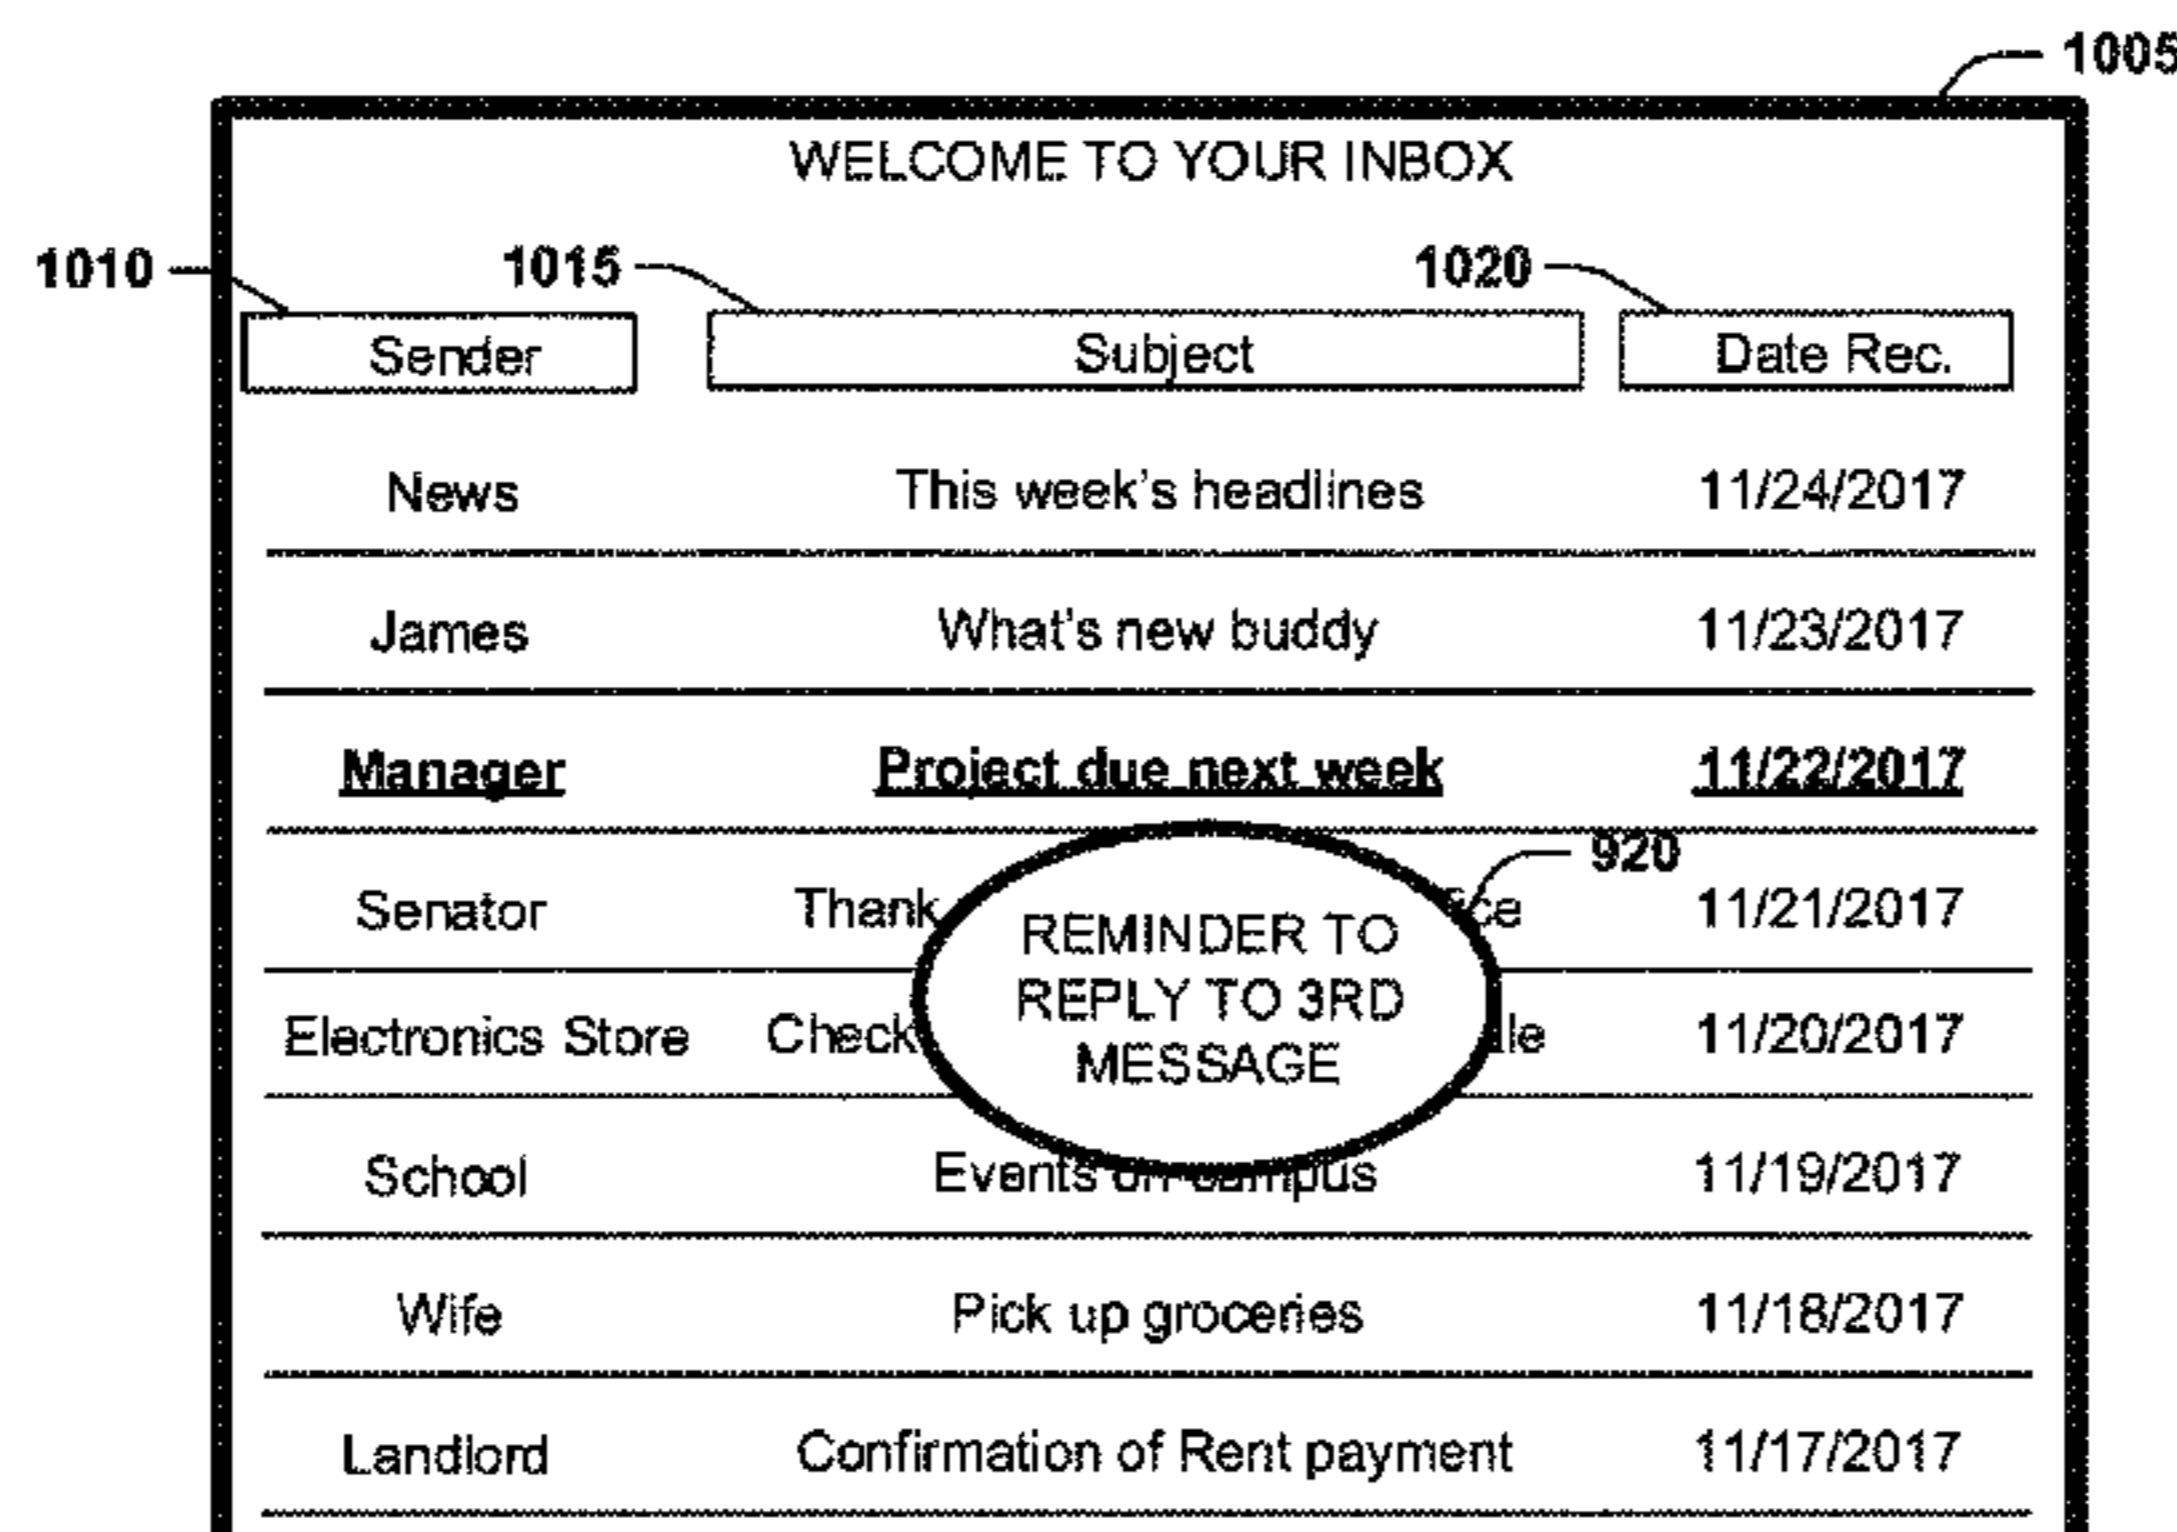 1005
WELCOME TO YOUR INBOX
1010 1015 1020
Sender Subject Date Rec.
News This week's headlines 11/24/2017
James What's new buddy 11/23/2017
Manager Project due next week 11/22/2017
920
Senator Thank 11/21/2017
REMINDER TO
REPLY TO 3RD
MESSAGE
Electronics Store Check 11/20/2017
School Events on campus 11/19/2017
Wife Pick up groceries 11/18/2017
Landlord Confirmation of Rent payment 11/17/2017